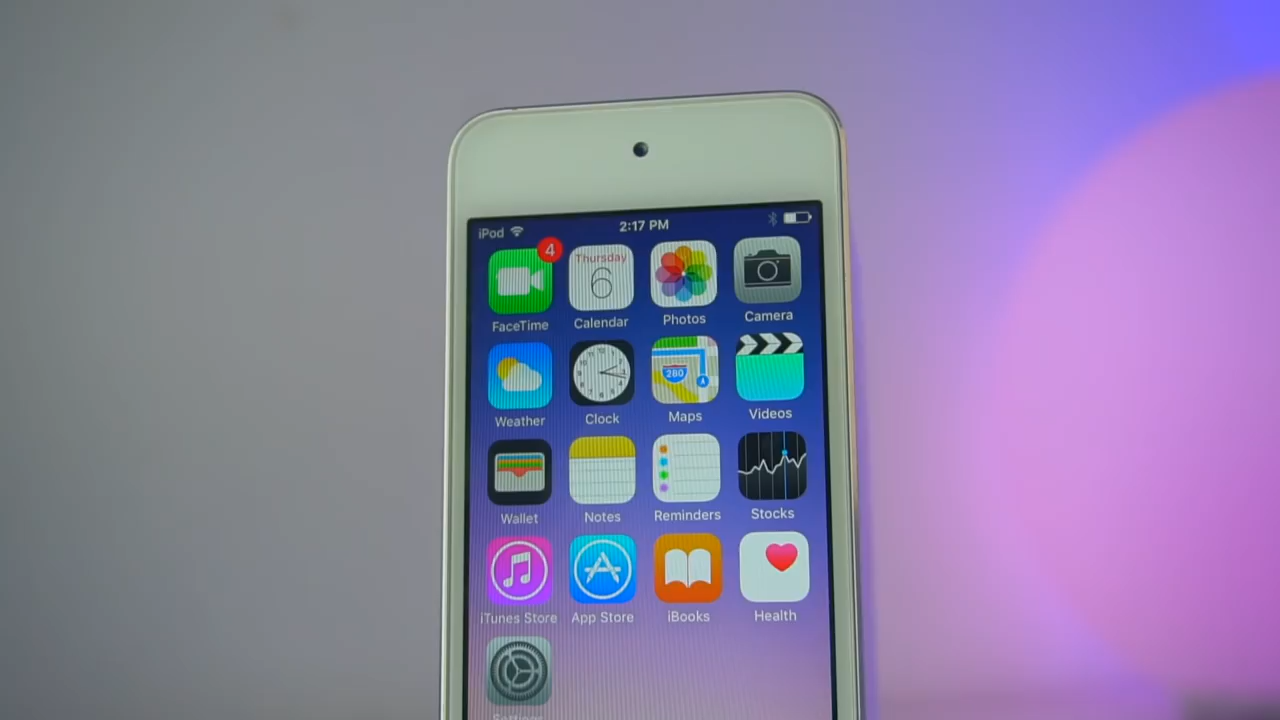 iPod 2:17 PM
4
Thursday
6
FaceTime Calendar Photos Camera
280
Weather Clock Maps Videos
Wallet Notes Reminders Stocks
iTunes Store App Store iBooks Health
Settings